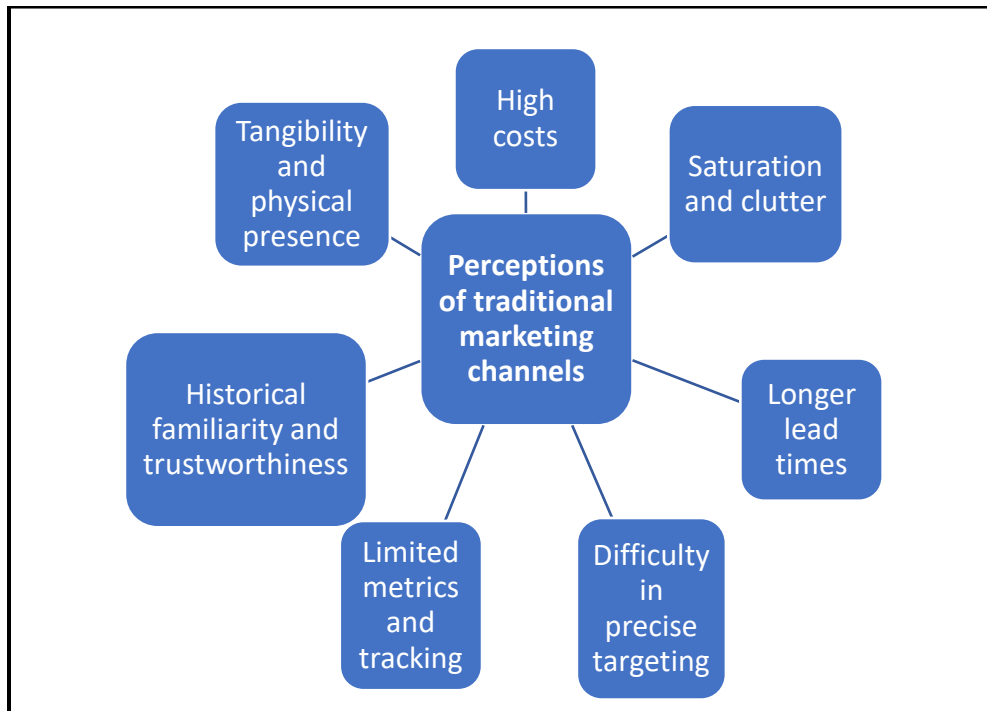 High
costs
Tangibility
and
physical
presence
Saturation
and clutter
Perceptions
of traditional
marketing
channels
Historical
familiarity and
trustworthiness
Longer
lead
times
Limited
metrics
and
tracking
Difficulty
in
precise
targeting